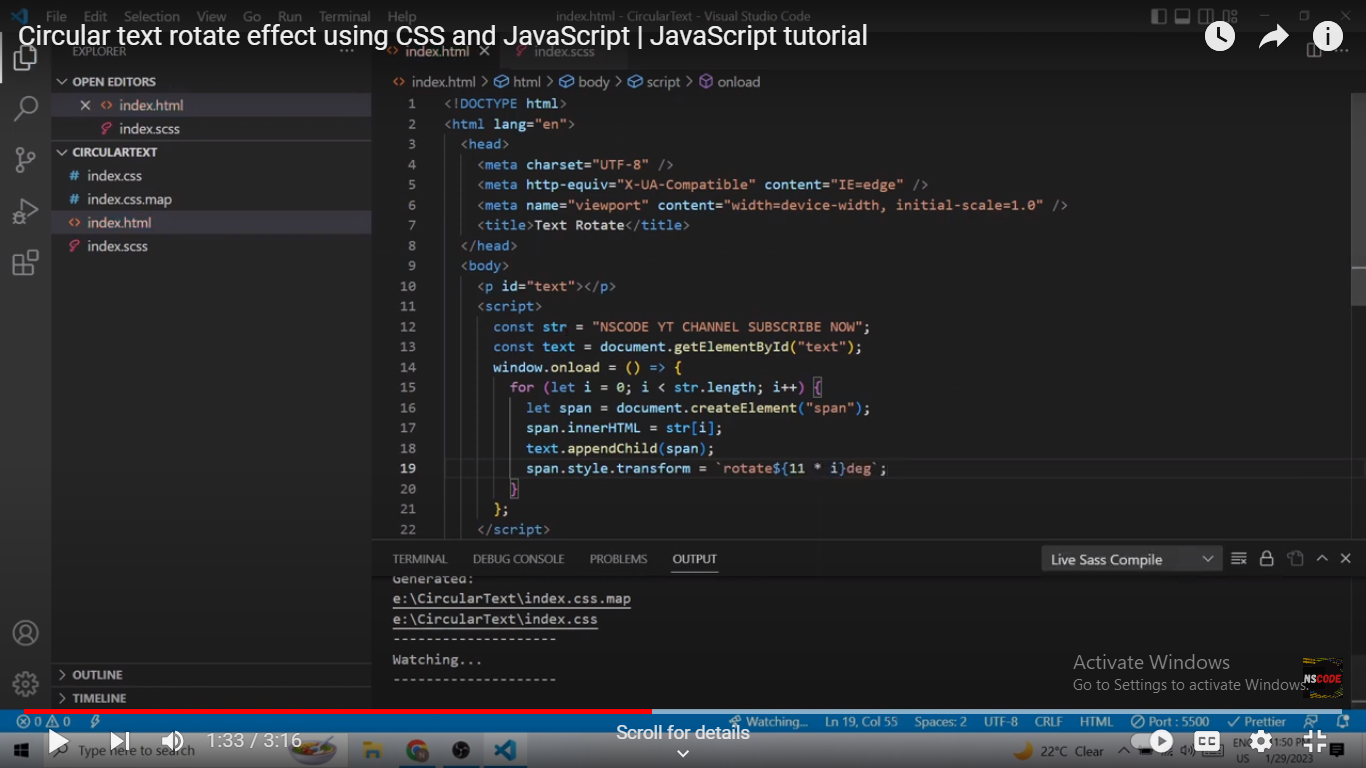 File Edit Selection View Go Run Terminal Help
index.html - CircularText - Visual Studio Code
Circular text rotate effect using CSS and JavaScript | JavaScript tutorial
EXPLORER
index.html
index.scss
OPEN EDITORS
index.html
index.scss
CIRCULARTEXT
index.css
index.css.map
index.html
index.scss
OUTLINE
TIMELINE
index.html > html > body > script > onload
1 <!DOCTYPE html>
2 <html lang="en">
3 <head>
4 <meta charset="UTF-8" />
5 <meta http-equiv="X-UA-Compatible" content="IE=edge" />
6 <meta name="viewport" content="width=device-width, initial-scale=1.0" />
7 <title>Text Rotate</title>
8 </head>
9 <body>
10 <p id="text"></p>
11 <script>
12 const str = "NSCODE YT CHANNEL SUBSCRIBE NOW";
13 const text = document.getElementById("text");
14 window.onload = () => {
15 for (let i = 0; i < str.length; i++) {
16 let span = document.createElement("span");
17 span.innerHTML = str[i];
18 text.appendChild(span);
19 span.style.transform = `rotate${11 * i}deg`;
20 }
21 };
22 </script>
TERMINAL DEBUG CONSOLE PROBLEMS OUTPUT
Live Sass Compile
Generated:
e:\CircularText\index.css.map
e:\CircularText\index.css
--------------------
Watching...
--------------------
Activate Windows
Go to Settings to activate Windows.
NSCODE
0 0
Watching... Ln 19, Col 55 Spaces: 2 UTF-8 CRLF HTML Port : 5500 Prettier
Scroll for details
1:33 / 3:16
Type here to search
22°C Clear
CC
ENG
US
11:50 PM
1/29/2023